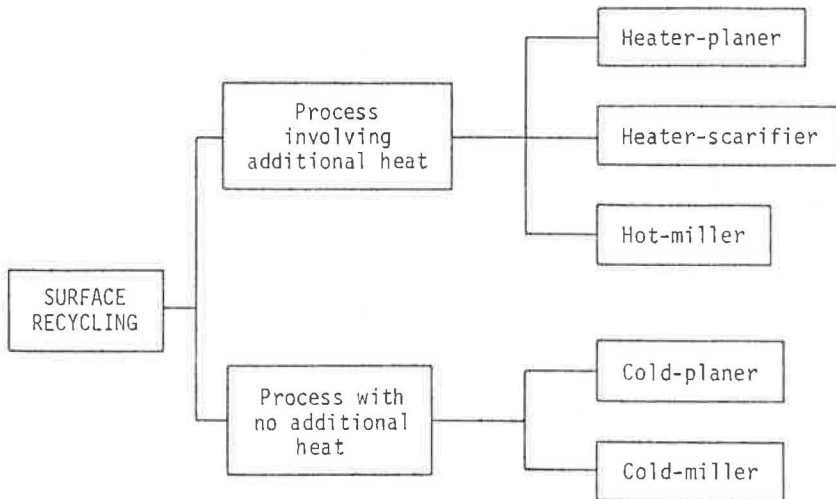 Heater-planer
Process
involving
additional heat
Heater-scarifier
Hot-miller
SURFACE
RECYCLING
Process with
no additional
heat
Cold-planer
Cold-miller